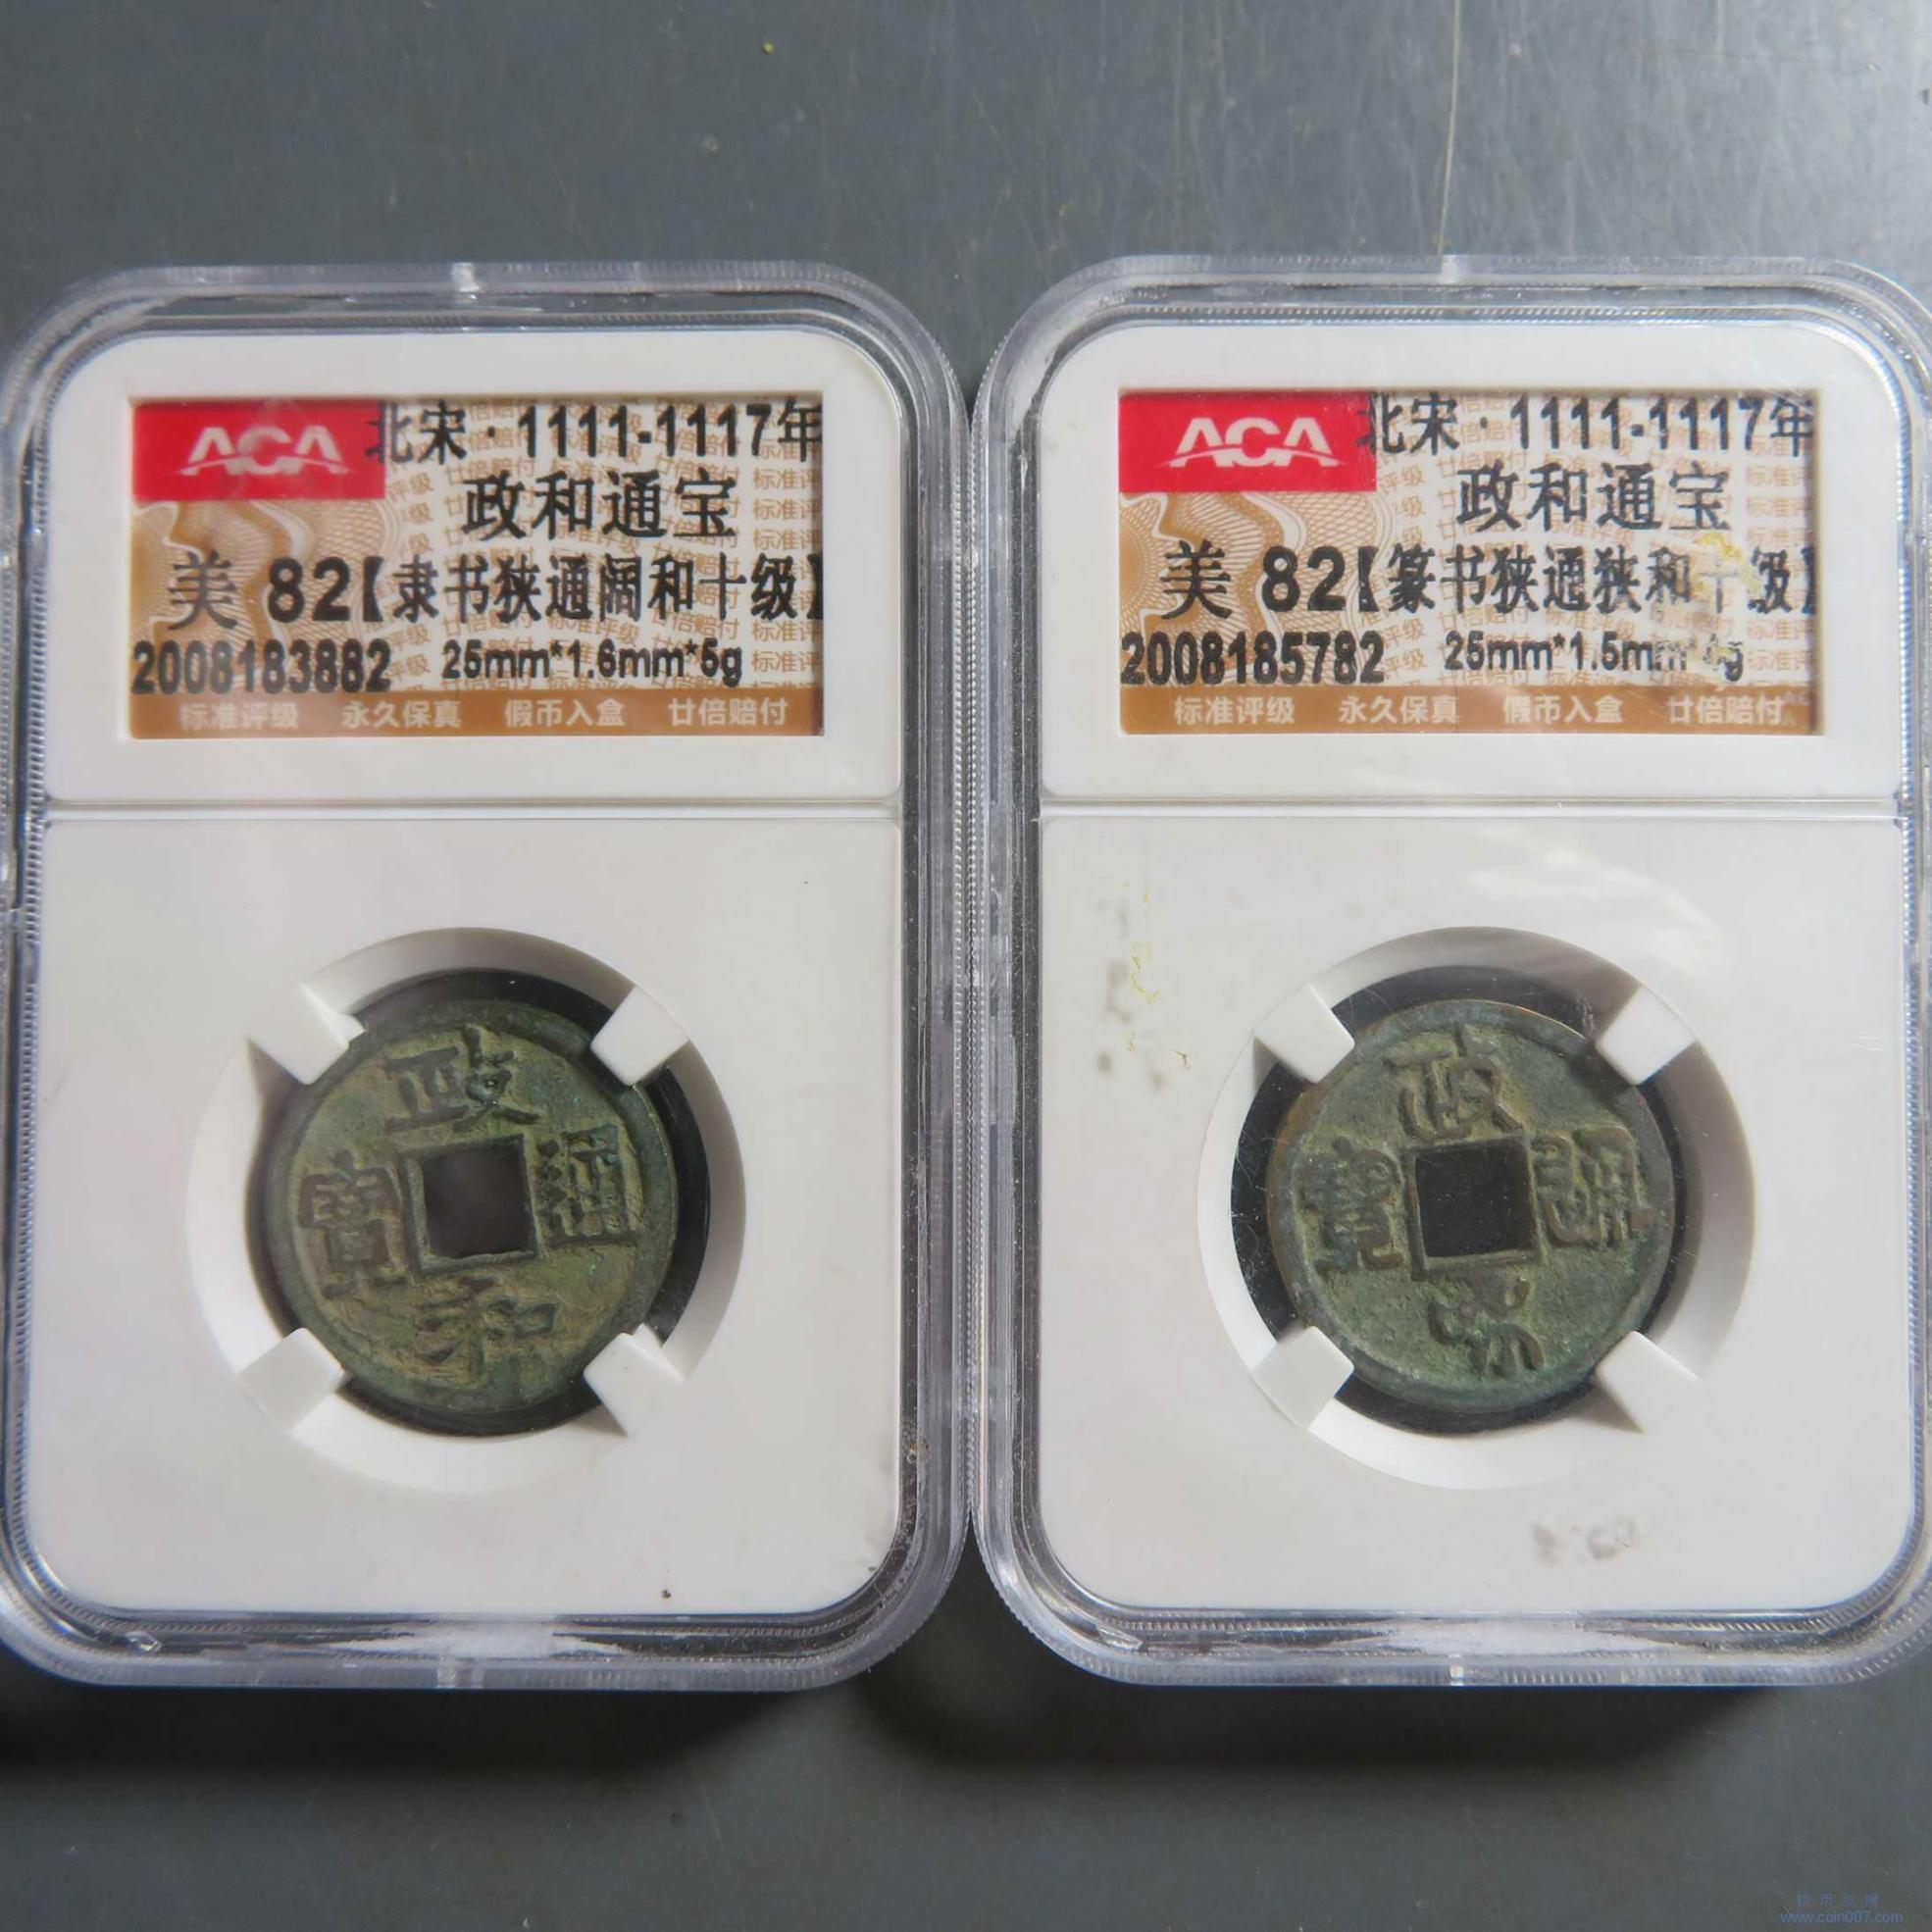 ACA 北宋·1111-1117年
政和通宝
美 82【隶书狭通阔和十级】
2008183882 25mm*1.6mm*5g
标准评级 永久保真 假币入盒 廿倍赔付
政和通寶
ACA 北宋·1111-1117年
政和通宝
美 82【篆书狭通狭和十级】
2008185782 25mm*1.5mm*4g
标准评级 永久保真 假币入盒 廿倍赔付
政和通寶
www.coin007.com